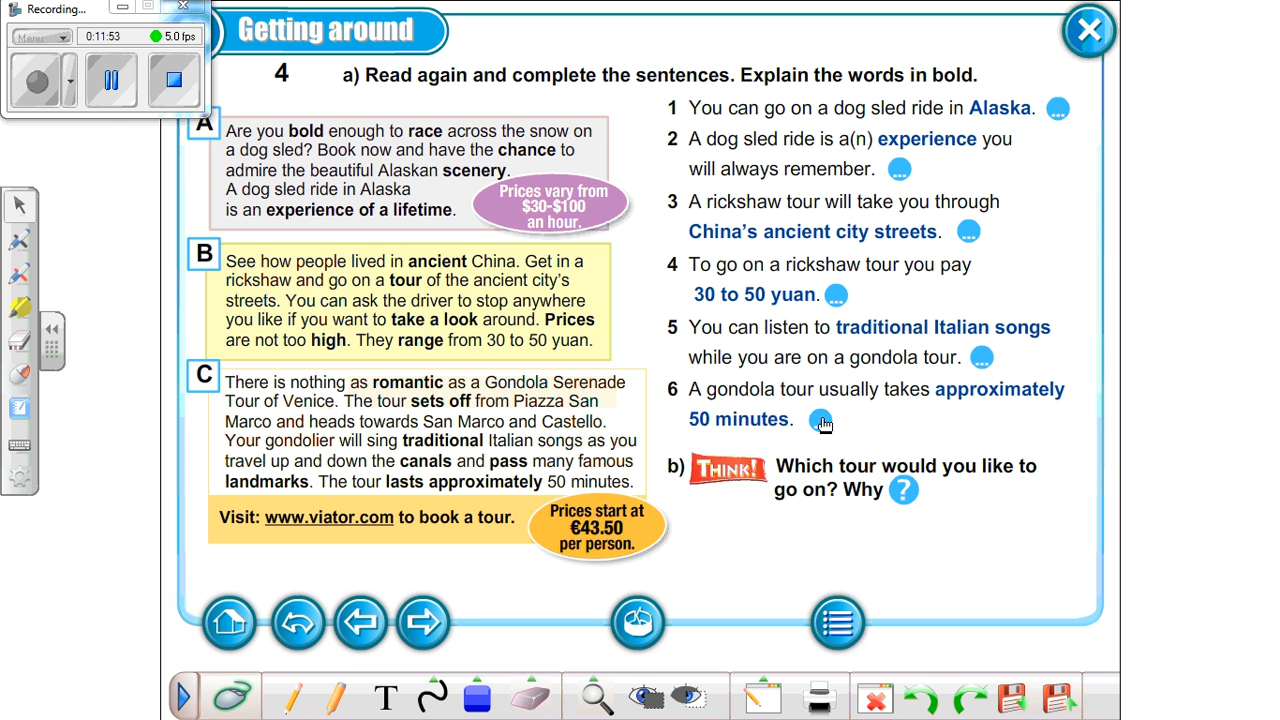 Recording...
Menu
0:11:53
5.0 fps
Getting around
4 a) Read again and complete the sentences. Explain the words in bold.
A
Are you bold enough to race across the snow on
a dog sled? Book now and have the chance to
admire the beautiful Alaskan scenery.
A dog sled ride in Alaska
is an experience of a lifetime.
Prices vary from
$30-$100
an hour.
B
See how people lived in ancient China. Get in a
rickshaw and go on a tour of the ancient city's
streets. You can ask the driver to stop anywhere
you like if you want to take a look around. Prices
are not too high. They range from 30 to 50 yuan.
C
There is nothing as romantic as a Gondola Serenade
Tour of Venice. The tour sets off from Piazza San
Marco and heads towards San Marco and Castello.
Your gondolier will sing traditional Italian songs as you
travel up and down the canals and pass many famous
landmarks. The tour lasts approximately 50 minutes.
Visit: www.viator.com to book a tour.
Prices start at
€43.50
per person.
1 You can go on a dog sled ride in Alaska. ...
2 A dog sled ride is a(n) experience you
will always remember. ...
3 A rickshaw tour will take you through
China's ancient city streets. ...
4 To go on a rickshaw tour you pay
30 to 50 yuan. ...
5 You can listen to traditional Italian songs
while you are on a gondola tour. ...
6 A gondola tour usually takes approximately
50 minutes.
b) THINK! Which tour would you like to
go on? Why ?
T